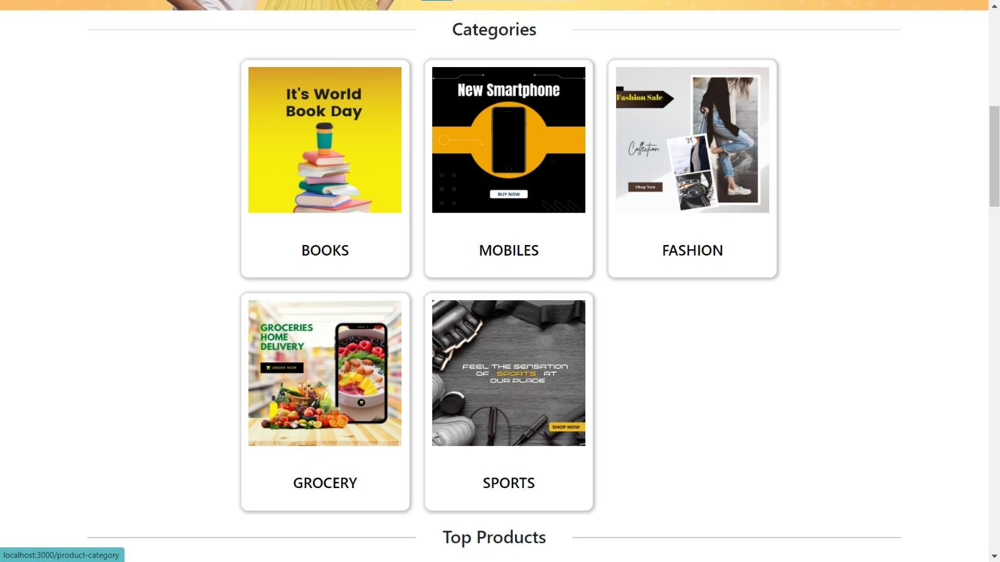 Categories
It's World
Book Day
New Smartphone
BUY NOW
Fashion Sale
Collection
Shop Now
BOOKS
MOBILES
FASHION
GROCERIES
HOME
DELIVERY
ORDER NOW
FEEL THE SENSATION
OF SPORTS AT
OUR PLACE
SHOP NOW
GROCERY
SPORTS
Top Products
localhost:3000/product-category